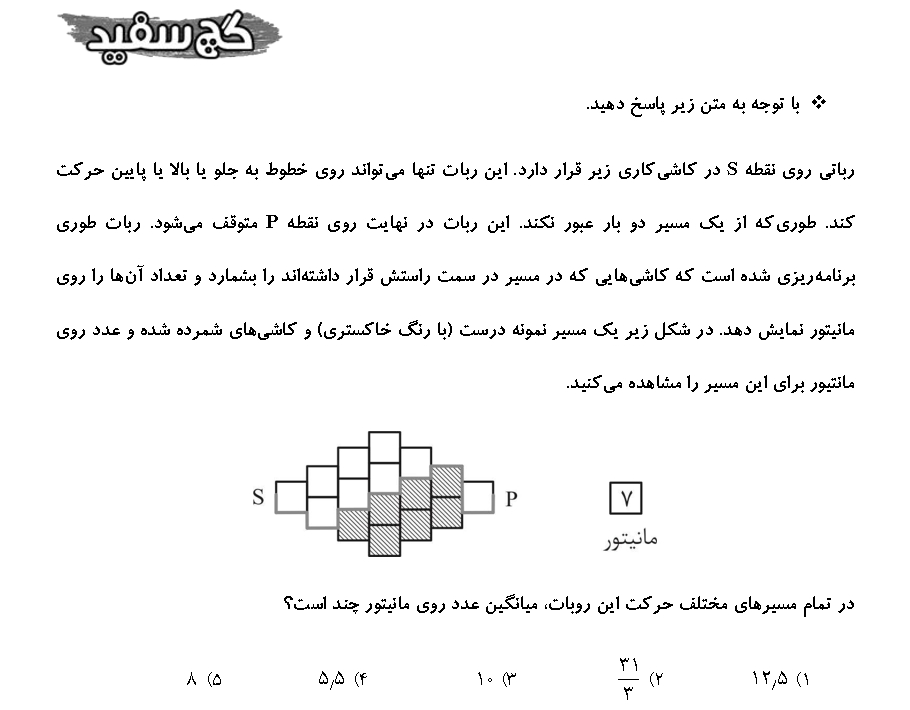 گچ سفید
❖ با توجه به متن زیر پاسخ دهید.
رباتی روی نقطه S در کاشی‌کاری زیر قرار دارد. این ربات تنها می‌تواند روی خطوط به جلو یا بالا یا پایین حرکت
کند. طوری‌که از یک مسیر دو بار عبور نکند. این ربات در نهایت روی نقطه P متوقف می‌شود. ربات طوری
برنامه‌ریزی شده است که کاشی‌هایی که در مسیر در سمت راستش قرار داشته‌اند را بشمارد و تعداد آن‌ها را روی
مانیتور نمایش دهد. در شکل زیر یک مسیر نمونه درست (با رنگ خاکستری) و کاشی‌های شمرده شده و عدد روی
مانتیور برای این مسیر را مشاهده می‌کنید.
S P ۷
مانیتور
در تمام مسیرهای مختلف حرکت این روبات، میانگین عدد روی مانیتور چند است؟
۱) ۱۲٫۵ ۲) ۳۱/۳ ۳) ۱۰ ۴) ۵٫۵ ۵) ۸